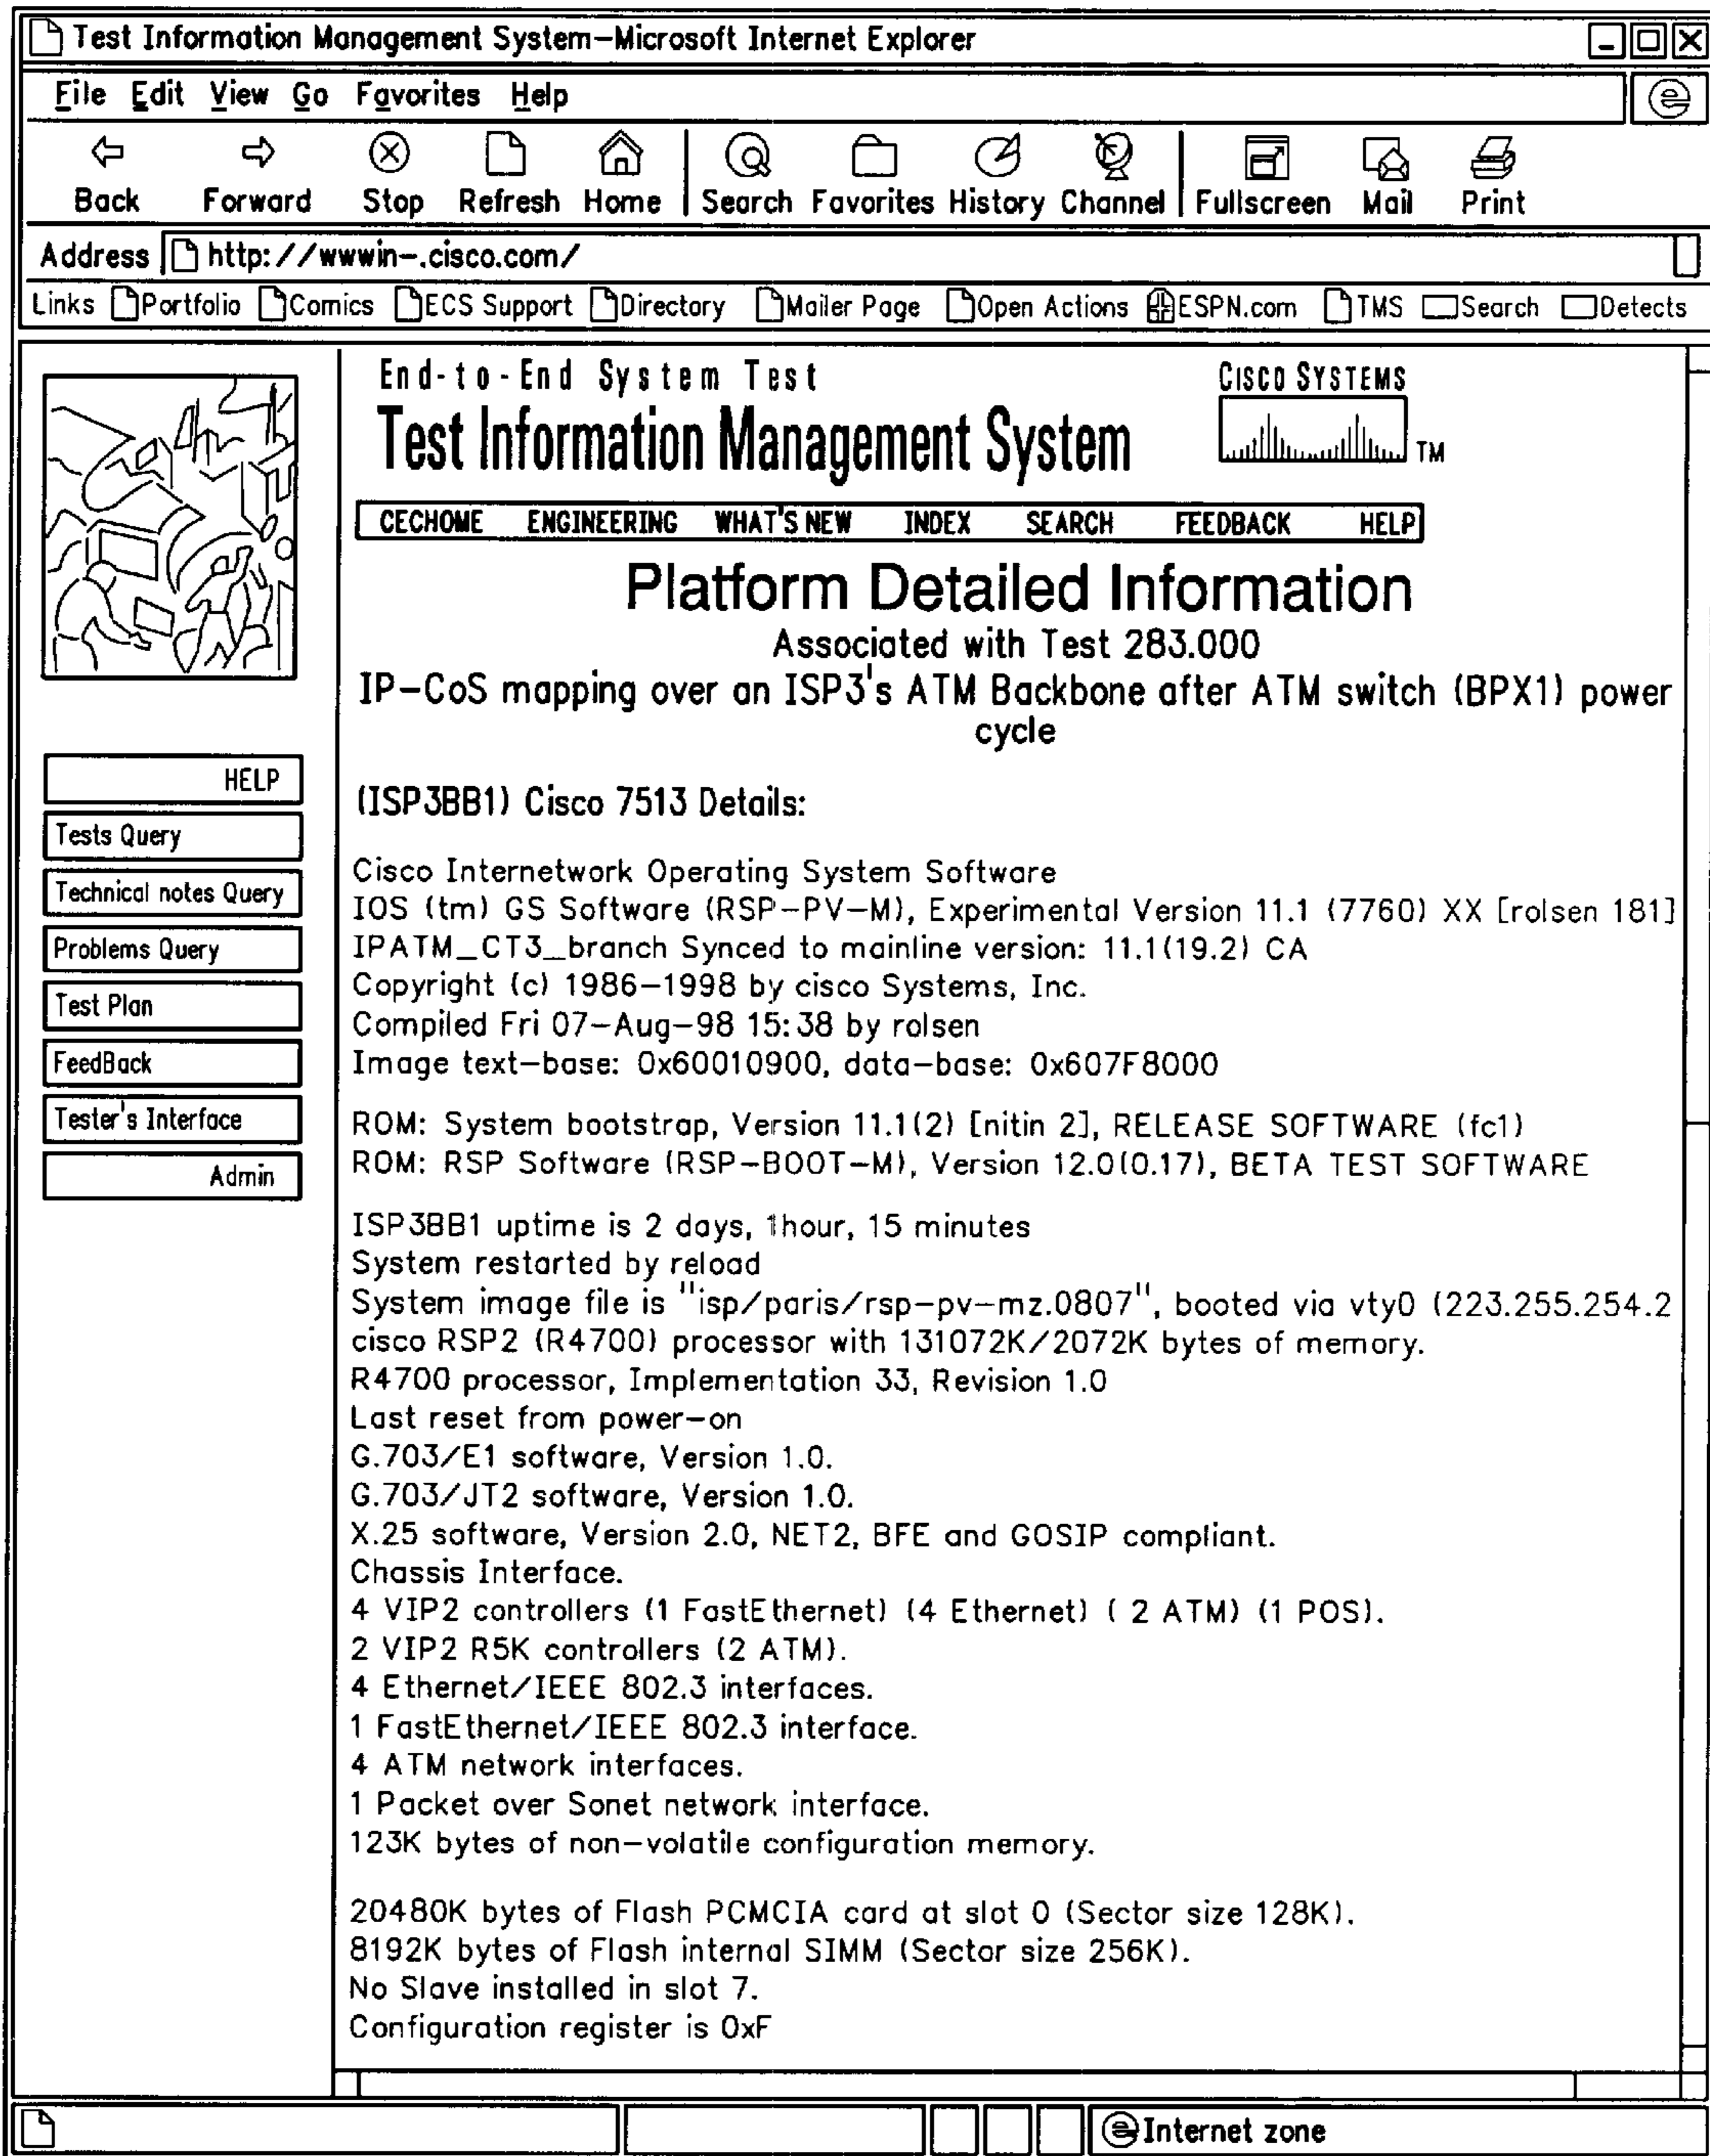 Test Information Management System-Microsoft Internet Explorer
File Edit View Go Favorites Help
Back Forward Stop Refresh Home Search Favorites History Channel Fullscreen Mail Print
Address http://wwwin-.cisco.com/
Links Portfolio Comics ECS Support Directory Mailer Page Open Actions ESPN.com TMS Search Detects
End-to-End System Test
CISCO SYSTEMS
Test Information Management System
TM
CECHOME ENGINEERING WHAT'S NEW INDEX SEARCH FEEDBACK HELP
Platform Detailed Information
Associated with Test 283.000
IP-CoS mapping over an ISP3's ATM Backbone after ATM switch (BPX1) power
cycle
HELP
Tests Query
Technical notes Query
Problems Query
Test Plan
FeedBack
Tester's Interface
Admin
(ISP3BB1) Cisco 7513 Details:
Cisco Internetwork Operating System Software
IOS (tm) GS Software (RSP-PV-M), Experimental Version 11.1 (7760) XX [rolsen 181]
IPATM_CT3_branch Synced to mainline version: 11.1(19.2) CA
Copyright (c) 1986-1998 by cisco Systems, Inc.
Compiled Fri 07-Aug-98 15:38 by rolsen
Image text-base: 0x60010900, data-base: 0x607F8000
ROM: System bootstrap, Version 11.1(2) [nitin 2], RELEASE SOFTWARE (fc1)
ROM: RSP Software (RSP-BOOT-M), Version 12.0(0.17), BETA TEST SOFTWARE
ISP3BB1 uptime is 2 days, 1hour, 15 minutes
System restarted by reload
System image file is "isp/paris/rsp-pv-mz.0807", booted via vty0 (223.255.254.2
cisco RSP2 (R4700) processor with 131072K/2072K bytes of memory.
R4700 processor, Implementation 33, Revision 1.0
Last reset from power-on
G.703/E1 software, Version 1.0.
G.703/JT2 software, Version 1.0.
X.25 software, Version 2.0, NET2, BFE and GOSIP compliant.
Chassis Interface.
4 VIP2 controllers (1 FastEthernet) (4 Ethernet) ( 2 ATM) (1 POS).
2 VIP2 R5K controllers (2 ATM).
4 Ethernet/IEEE 802.3 interfaces.
1 FastEthernet/IEEE 802.3 interface.
4 ATM network interfaces.
1 Packet over Sonet network interface.
123K bytes of non-volatile configuration memory.
20480K bytes of Flash PCMCIA card at slot 0 (Sector size 128K).
8192K bytes of Flash internal SIMM (Sector size 256K).
No Slave installed in slot 7.
Configuration register is 0xF
Internet zone